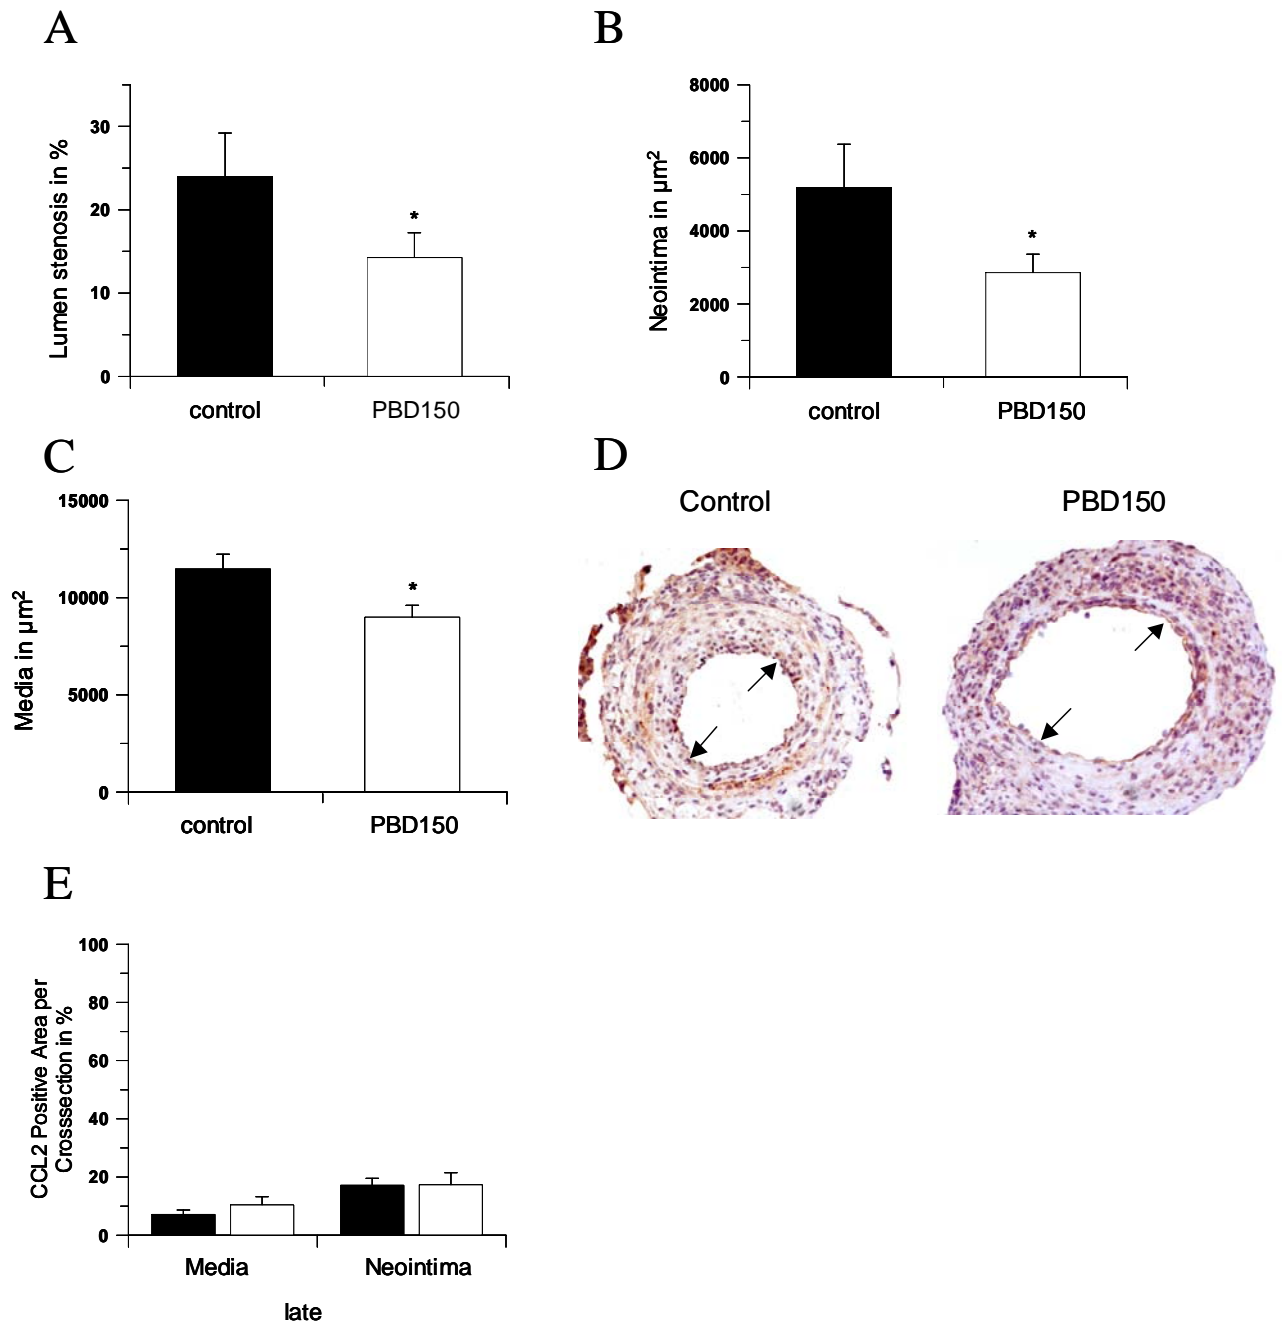 A
Lumen stenosis in %
30
20
10
0
*
control
PBD150
B
Neointima in µm2
8000
6000
4000
2000
0
*
control
PBD150
C
Media in µm2
15000
10000
5000
0
*
control
PBD150
D
Control
PBD150
E
CCL2 Positive Area per
Crosssection in %
100
80
60
40
20
0
Media
Neointima
late